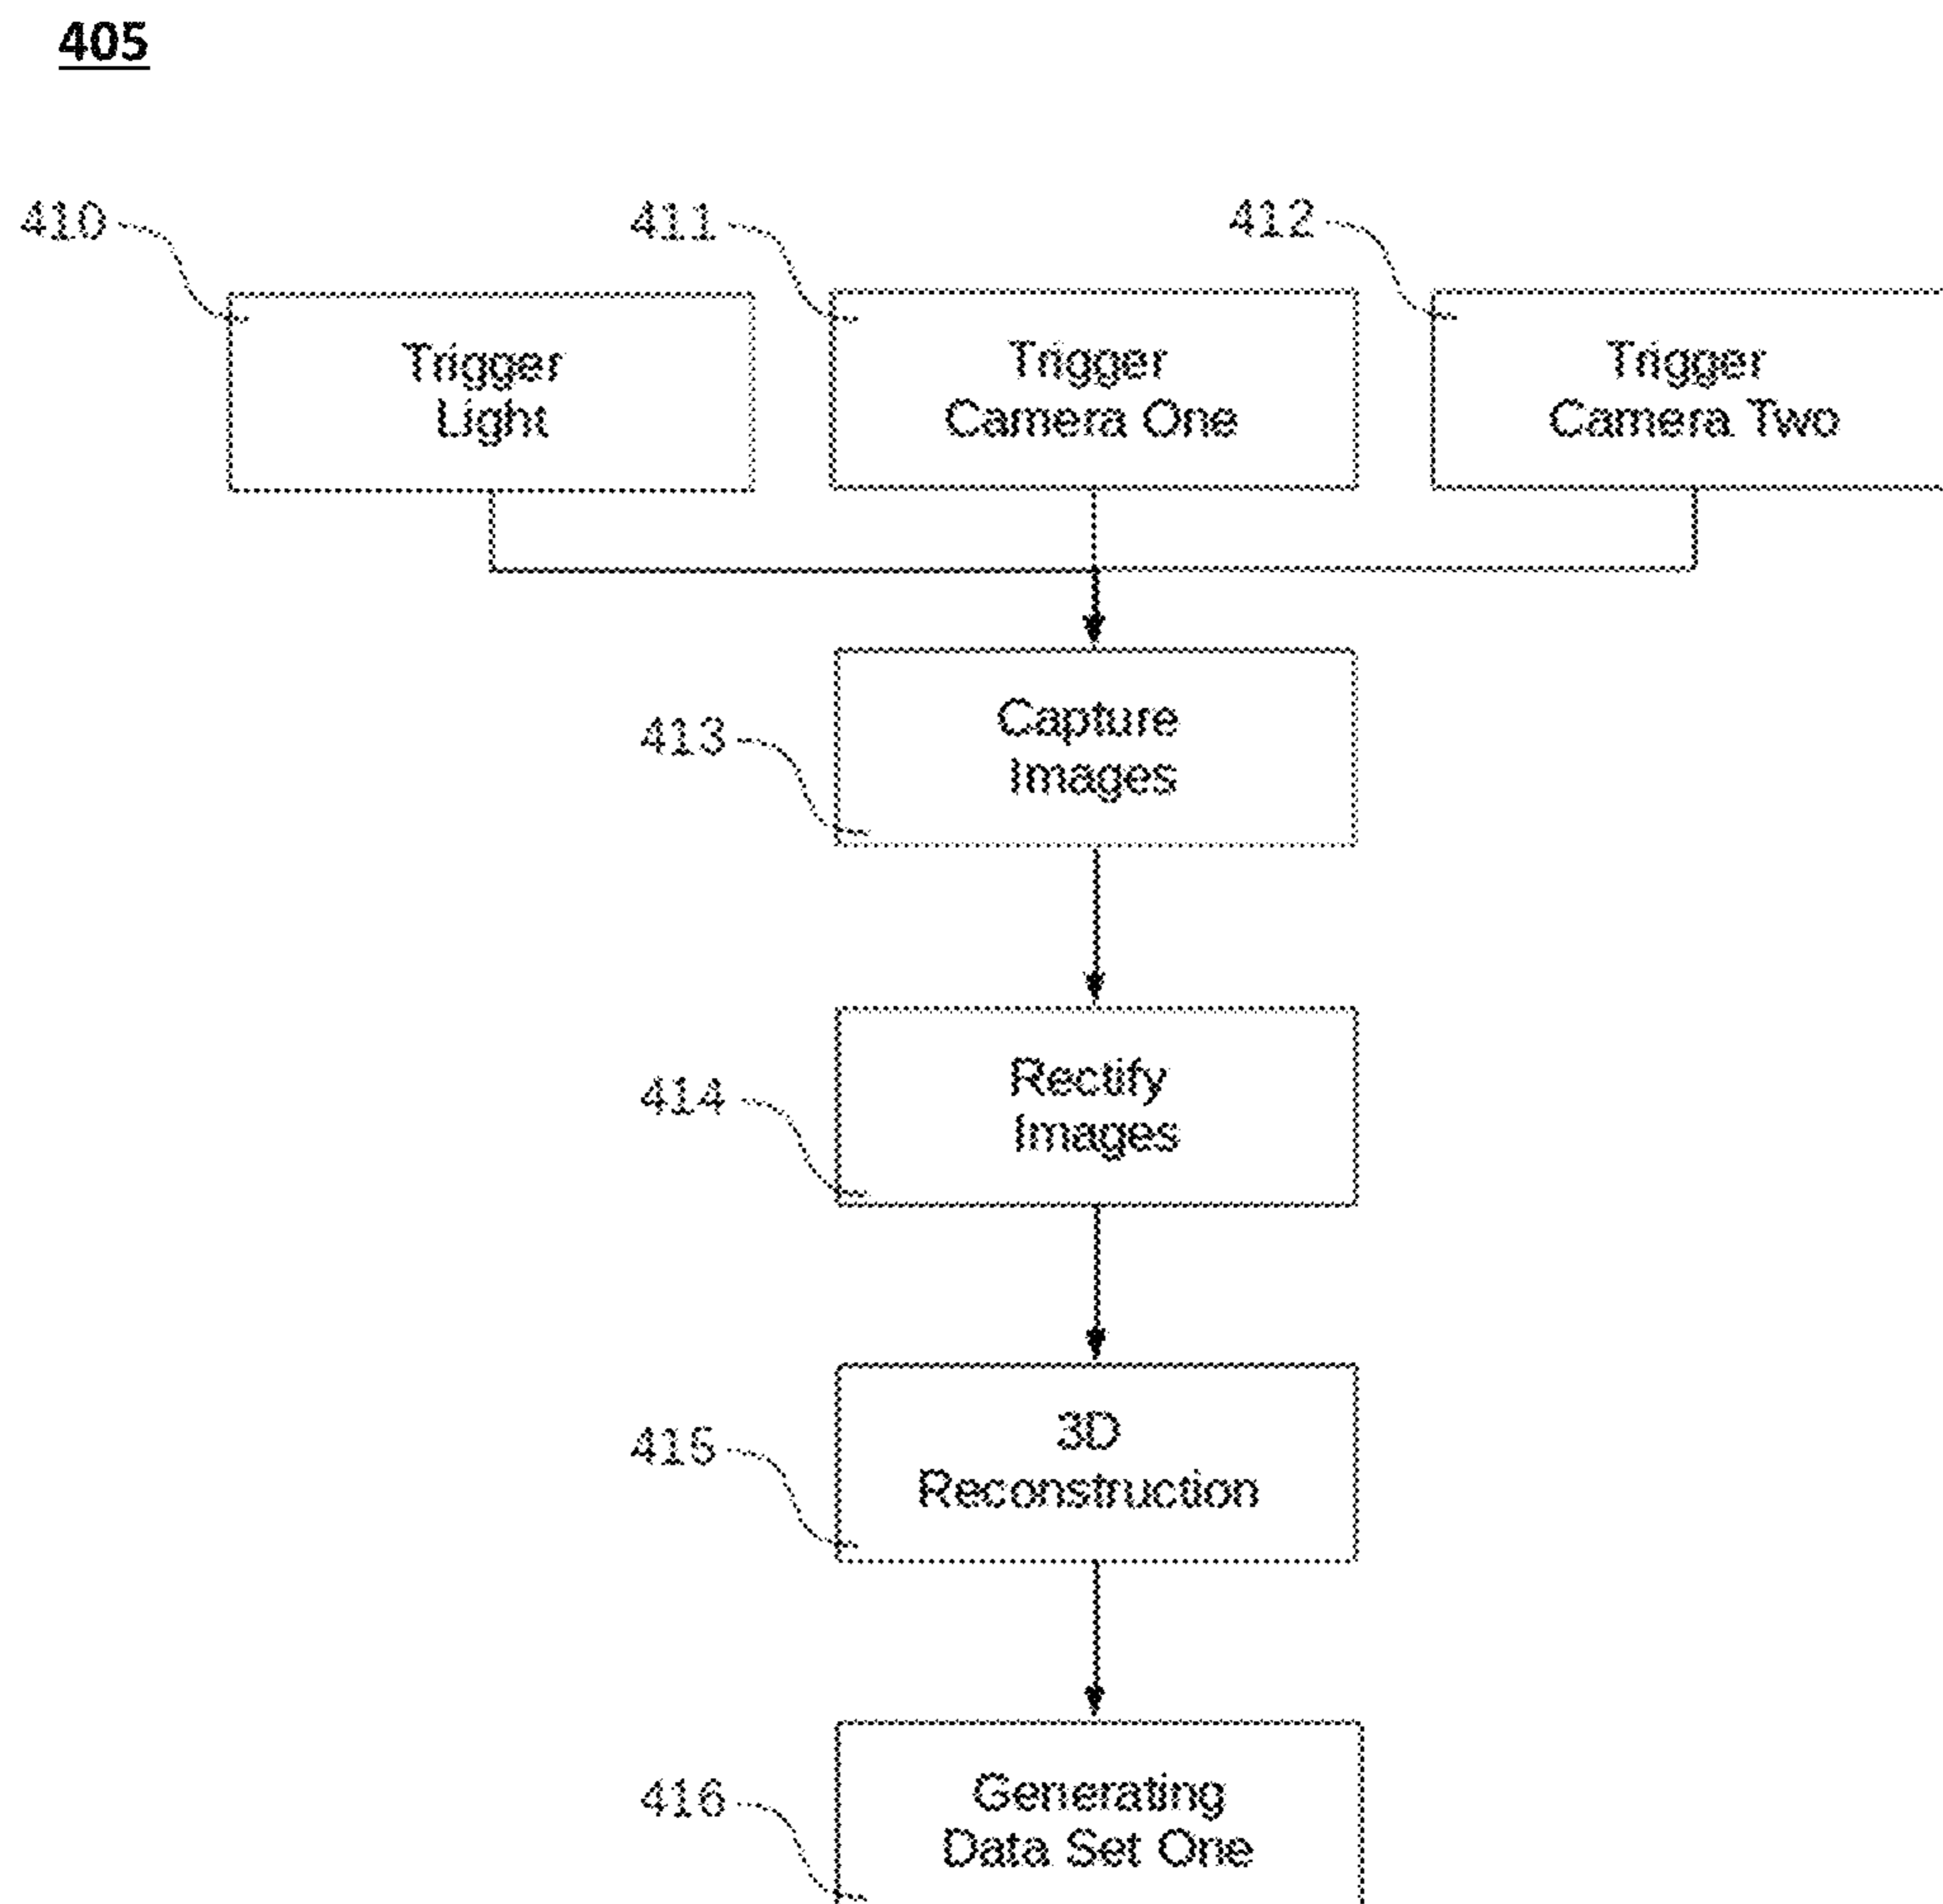 405
410
411
412
Trigger
Light
Trigger
Camera One
Trigger
Camera Two
413
Capture
Images
414
Rectify
Images
415
3D
Reconstruction
416
Generating
Data Set One